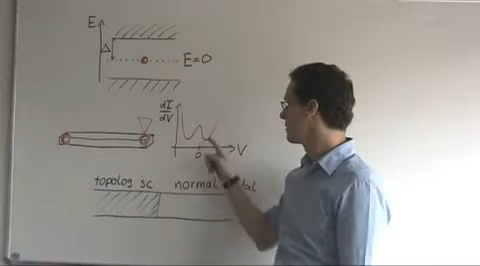 E
Δ
E=0
dI
dV
0
V
topolog sc normal